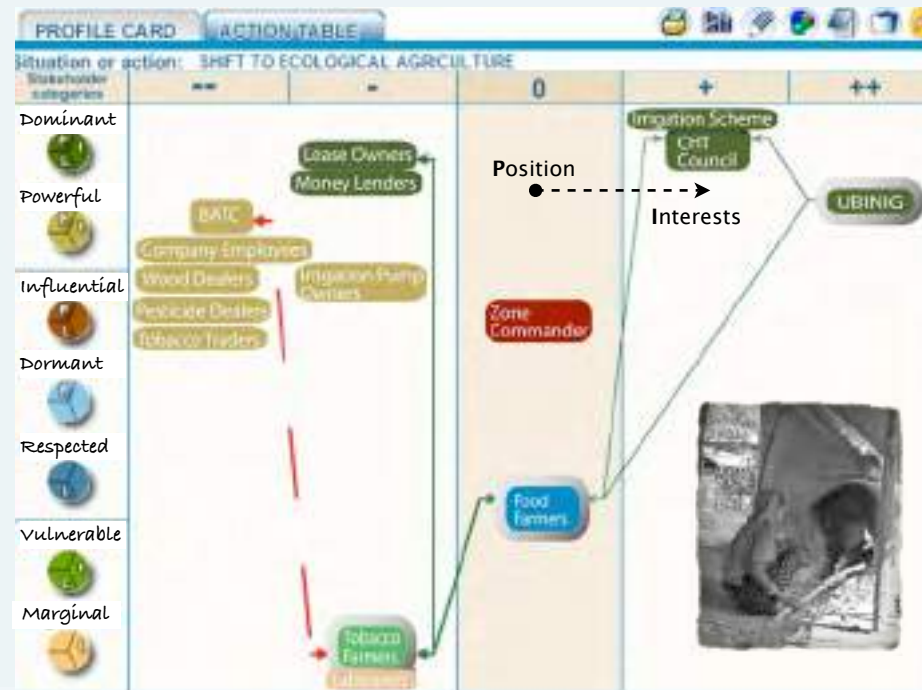 PROFILE CARD
ACTION TABLE
Situation or action: SHIFT TO ECOLOGICAL AGRCULTURE
Stakeholder
categories
--
-
0
+
++
Dominant
Powerful
Influential
Dormant
Respected
Vulnerable
Marginal
Lease Owners
Money Lenders
BATC
Company Employees
Wood Dealers
Pesticide Dealers
Tobacco Traders
Irrigation Pump
Owners
Position
Interests
Zone
Commander
Irrigation Scheme
CHT
Council
UBINIG
Food
Farmers
Tobacco
Farmers